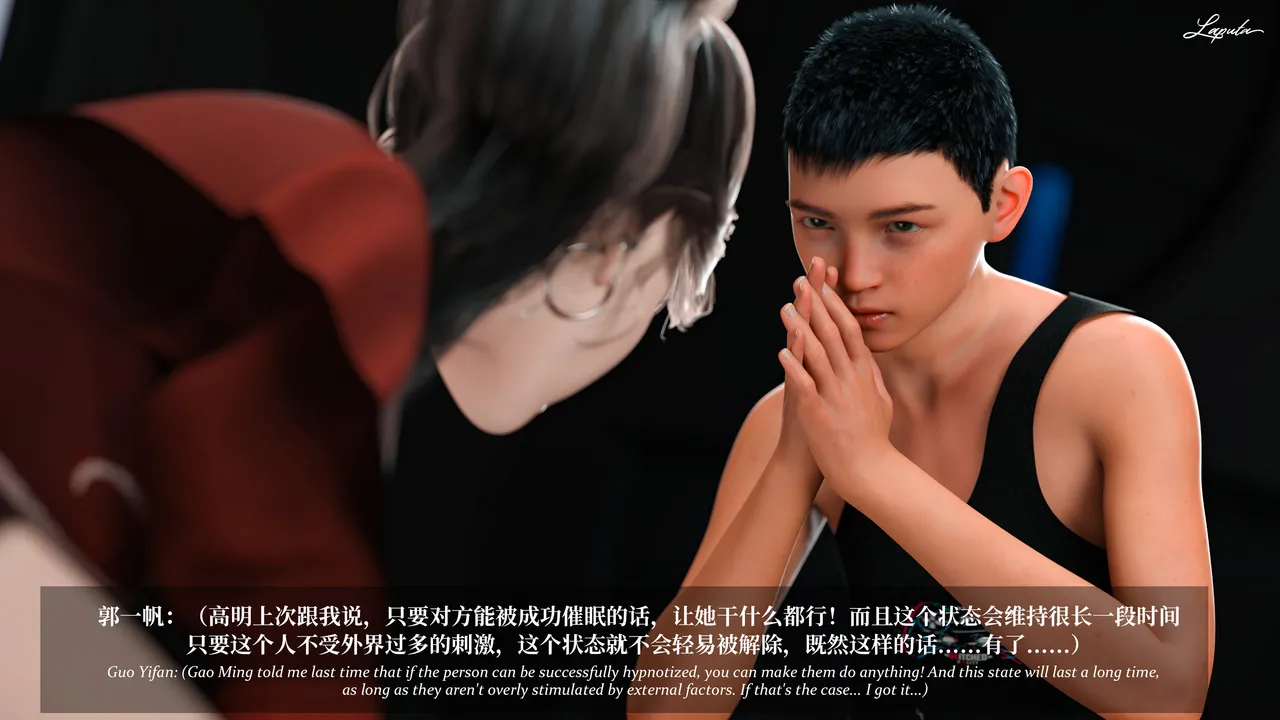 Laputa
郭一帆：（高明上次跟我说，只要对方能被成功催眠的话，让她干什么都行！而且这个状态会维持很长一段时间
只要这个人不受外界过多的刺激，这个状态就不会轻易被解除，既然这样的话……有了……）
Guo Yifan: (Gao Ming told me last time that if the person can be successfully hypnotized, you can make them do anything! And this state will last a long time,
as long as they aren't overly stimulated by external factors. If that's the case... I got it...)